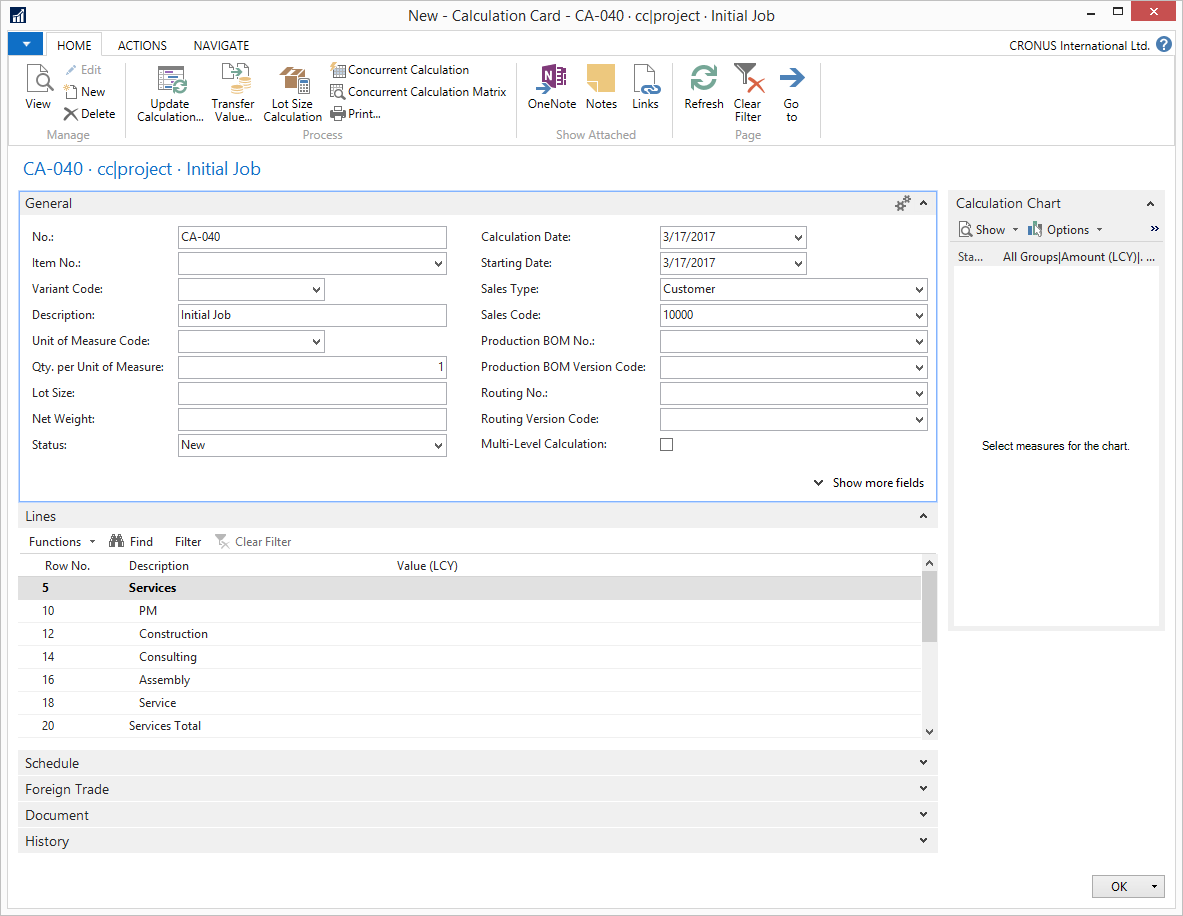 New - Calculation Card - CA-040 · cc|project · Initial Job
HOME ACTIONS NAVIGATE CRONUS International Ltd. ?
View
Edit
New
Delete
Manage
Update Calculation...
Transfer Value...
Lot Size Calculation
Concurrent Calculation
Concurrent Calculation Matrix
Print...
Process
OneNote
Notes
Links
Show Attached
Refresh
Clear Filter
Go to
Page
CA-040 · cc|project · Initial Job
General
No.: CA-040
Item No.:
Variant Code:
Description: Initial Job
Unit of Measure Code:
Qty. per Unit of Measure: 1
Lot Size:
Net Weight:
Status: New
Calculation Date: 3/17/2017
Starting Date: 3/17/2017
Sales Type: Customer
Sales Code: 10000
Production BOM No.:
Production BOM Version Code:
Routing No.:
Routing Version Code:
Multi-Level Calculation:
Show more fields
Lines
Functions Find Filter Clear Filter
Row No. Description Value (LCY)
5 Services
10 PM
12 Construction
14 Consulting
16 Assembly
18 Service
20 Services Total
Schedule
Foreign Trade
Document
History
Calculation Chart
Show Options »
Sta... All Groups|Amount (LCY)|. ...
Select measures for the chart.
OK